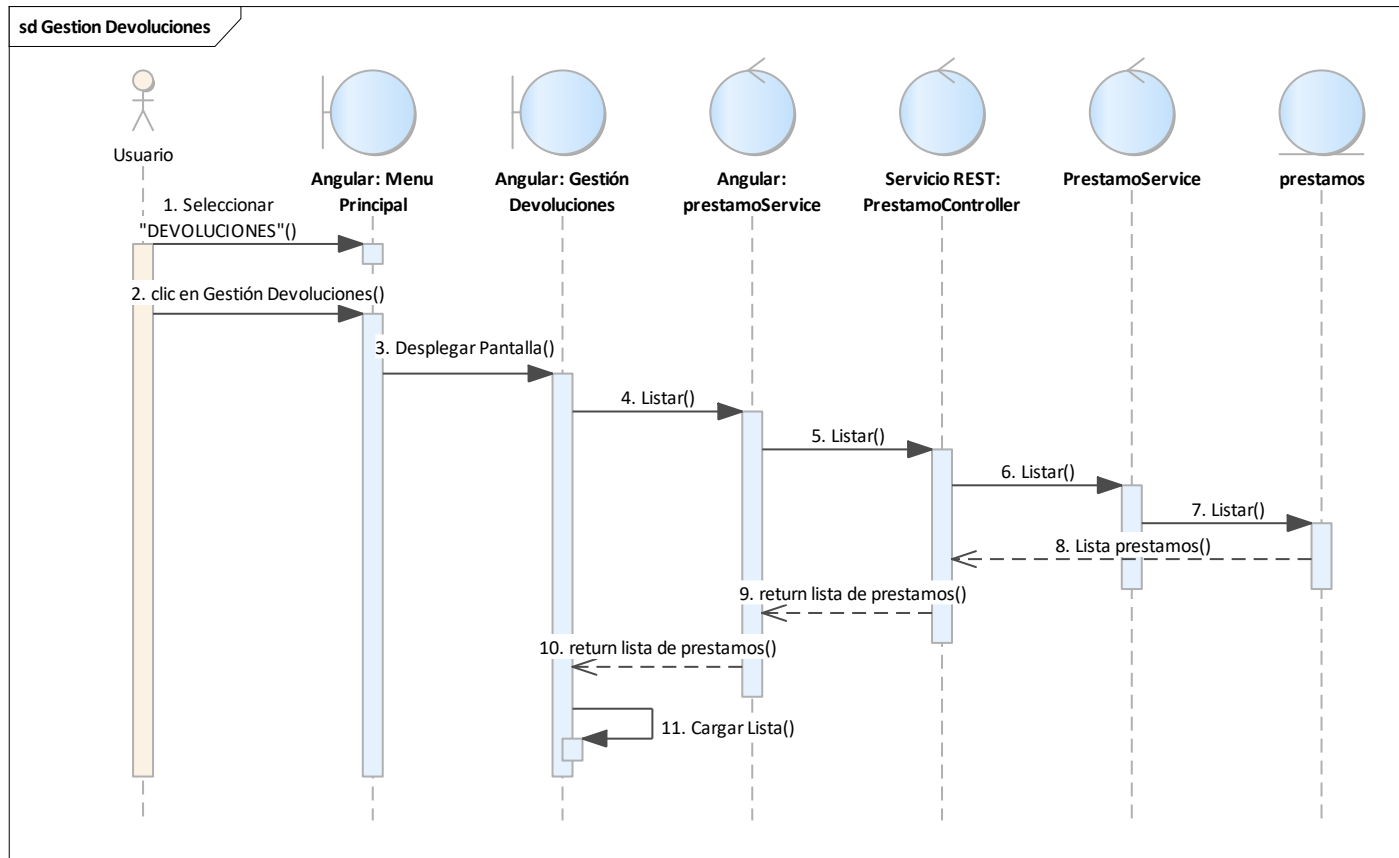 sd Gestion Devoluciones
Usuario
Angular: Menu
Principal
Angular: Gestión
Devoluciones
Angular:
prestamoService
Servicio REST:
PrestamoController
PrestamoService
prestamos
1. Seleccionar
"DEVOLUCIONES"()
2. clic en Gestión Devoluciones()
3. Desplegar Pantalla()
4. Listar()
5. Listar()
6. Listar()
7. Listar()
8. Lista prestamos()
9. return lista de prestamos()
10. return lista de prestamos()
11. Cargar Lista()